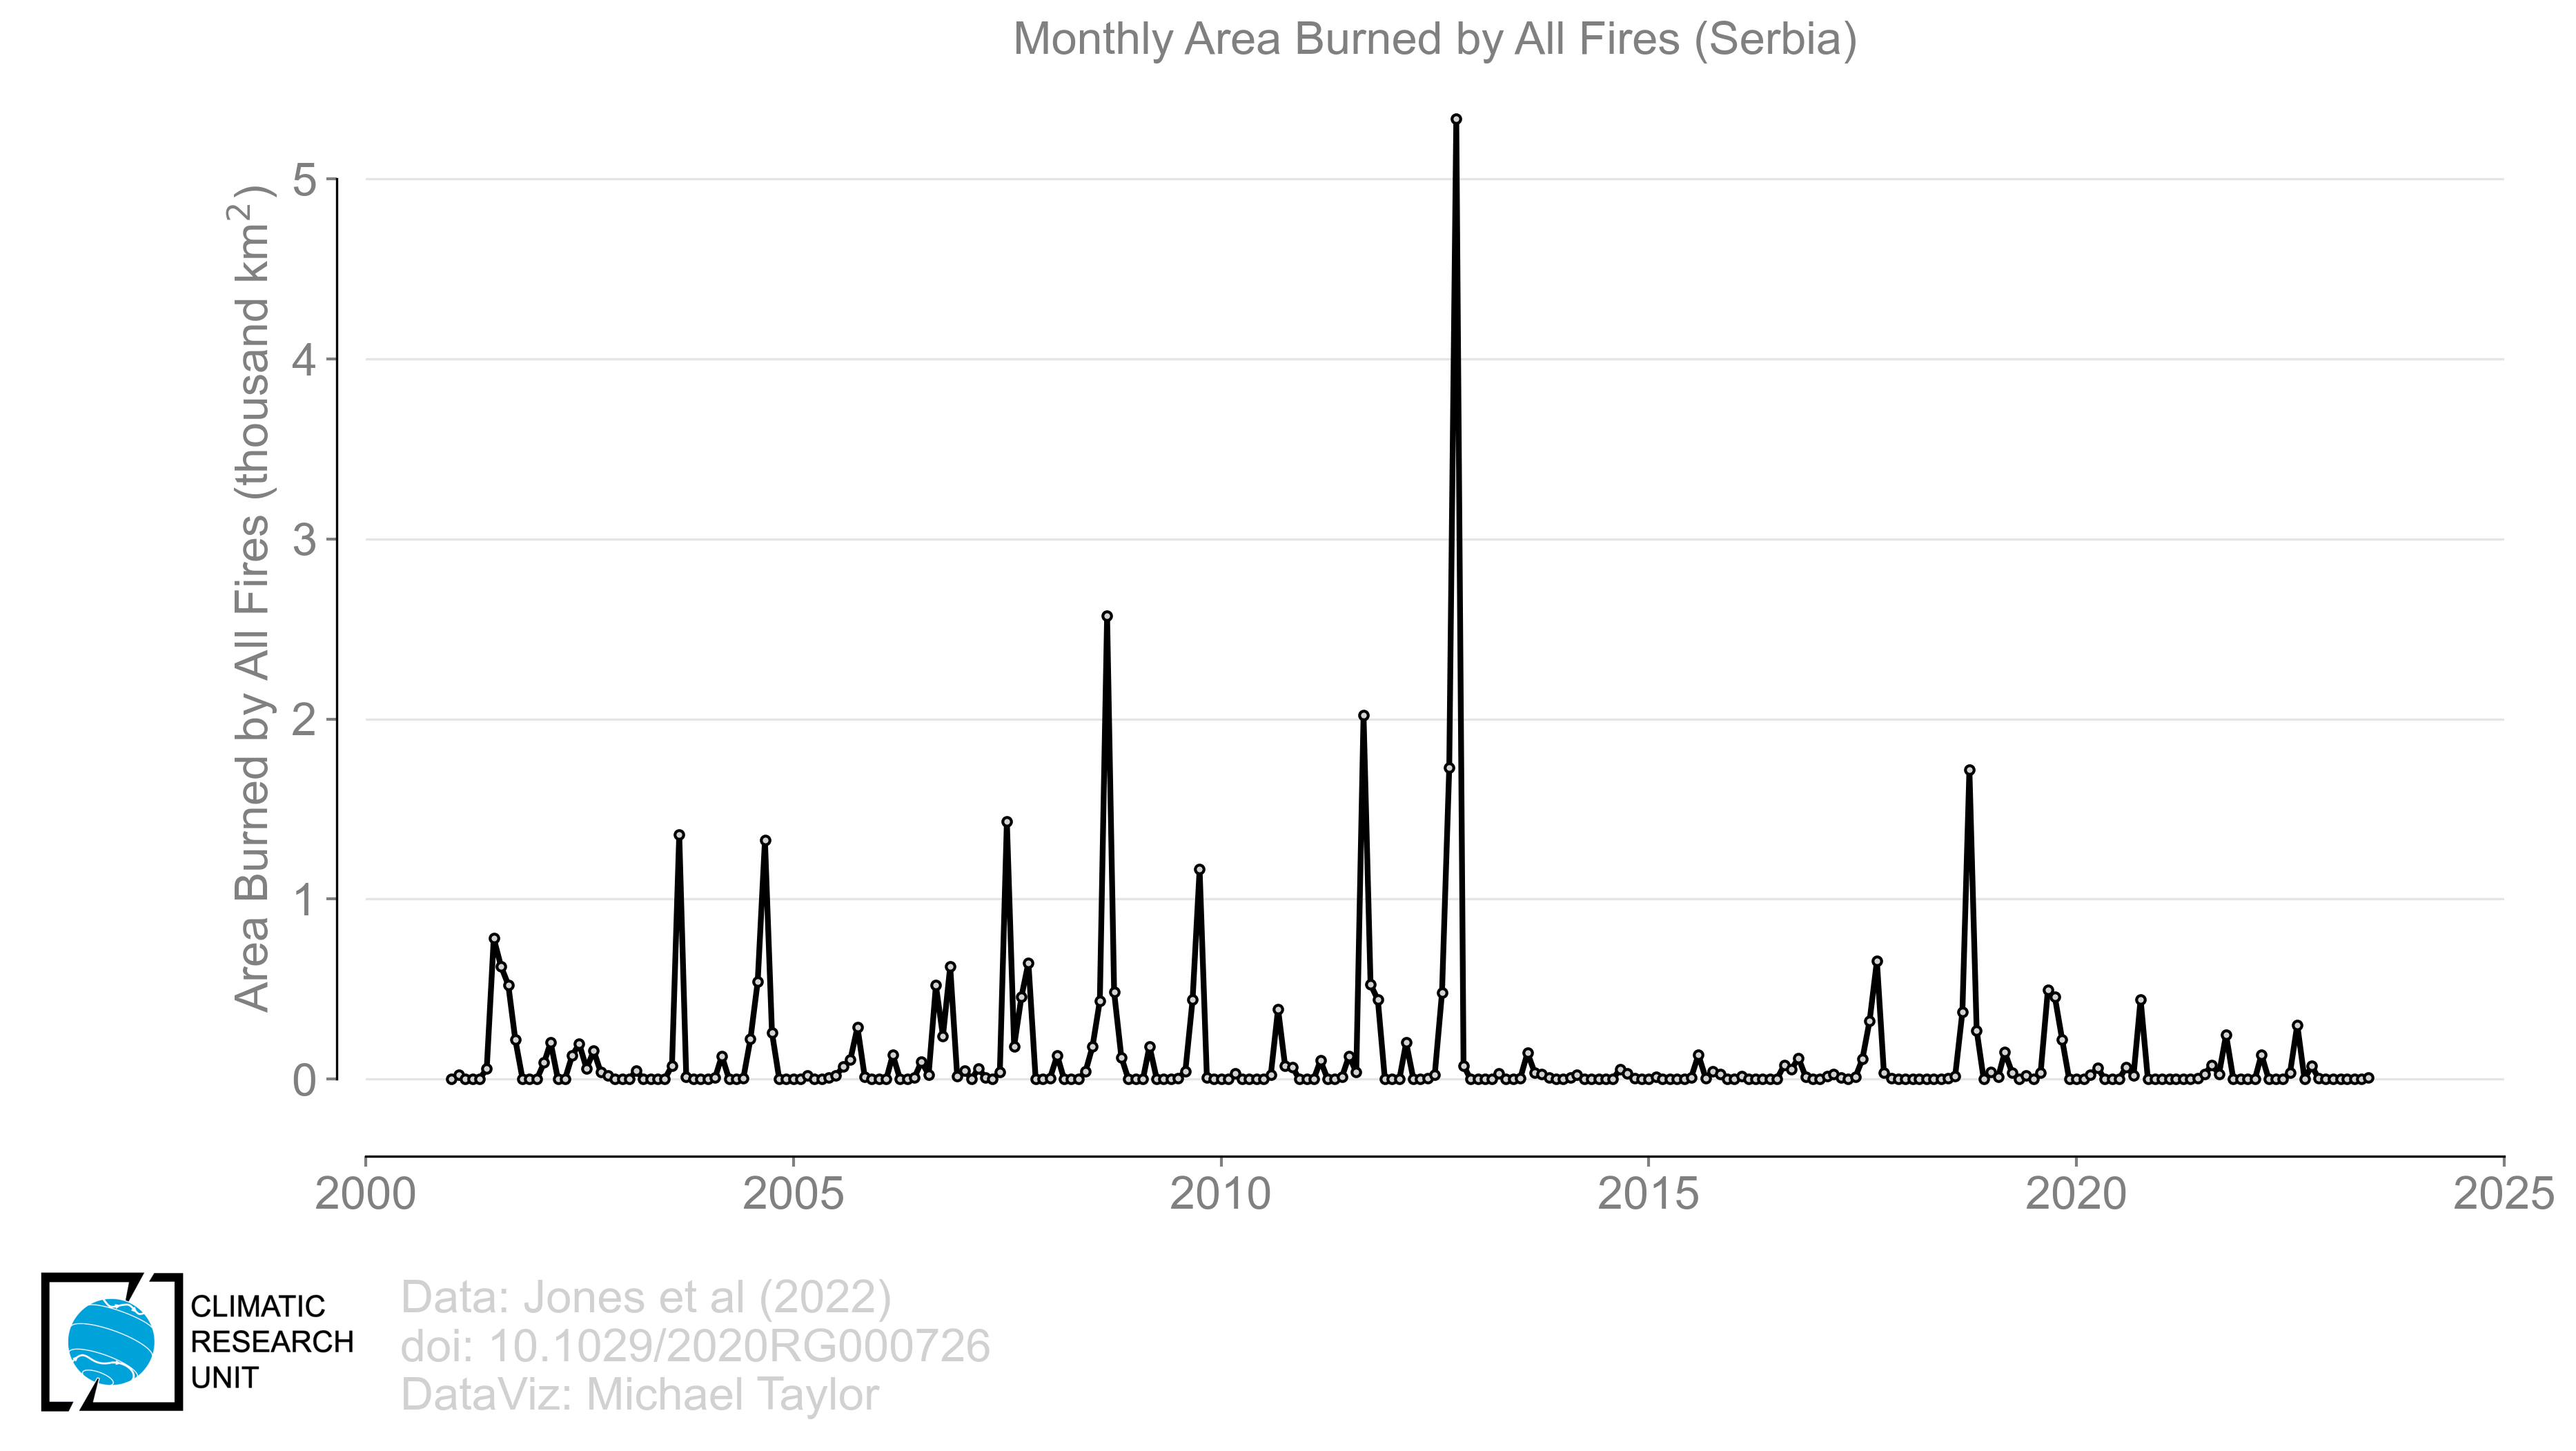 Monthly Area Burned by All Fires (Serbia)
Area Burned by All Fires (thousand km²)
5
4
3
2
1
0
2000 2005 2010 2015 2020 2025
CLIMATIC
RESEARCH
UNIT
Data: Jones et al (2022)
doi: 10.1029/2020RG000726
DataViz: Michael Taylor